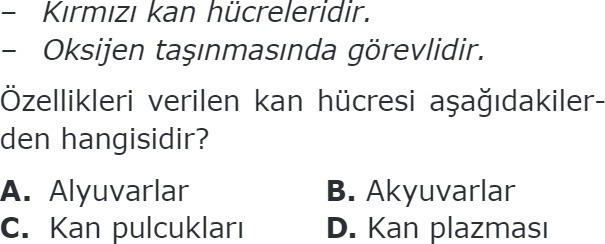 – Kırmızı kan hücreleridir.
– Oksijen taşınmasında görevlidir.
Özellikleri verilen kan hücresi aşağıdakiler-
den hangisidir?
A. Alyuvarlar B. Akyuvarlar
C. Kan pulcukları D. Kan plazması